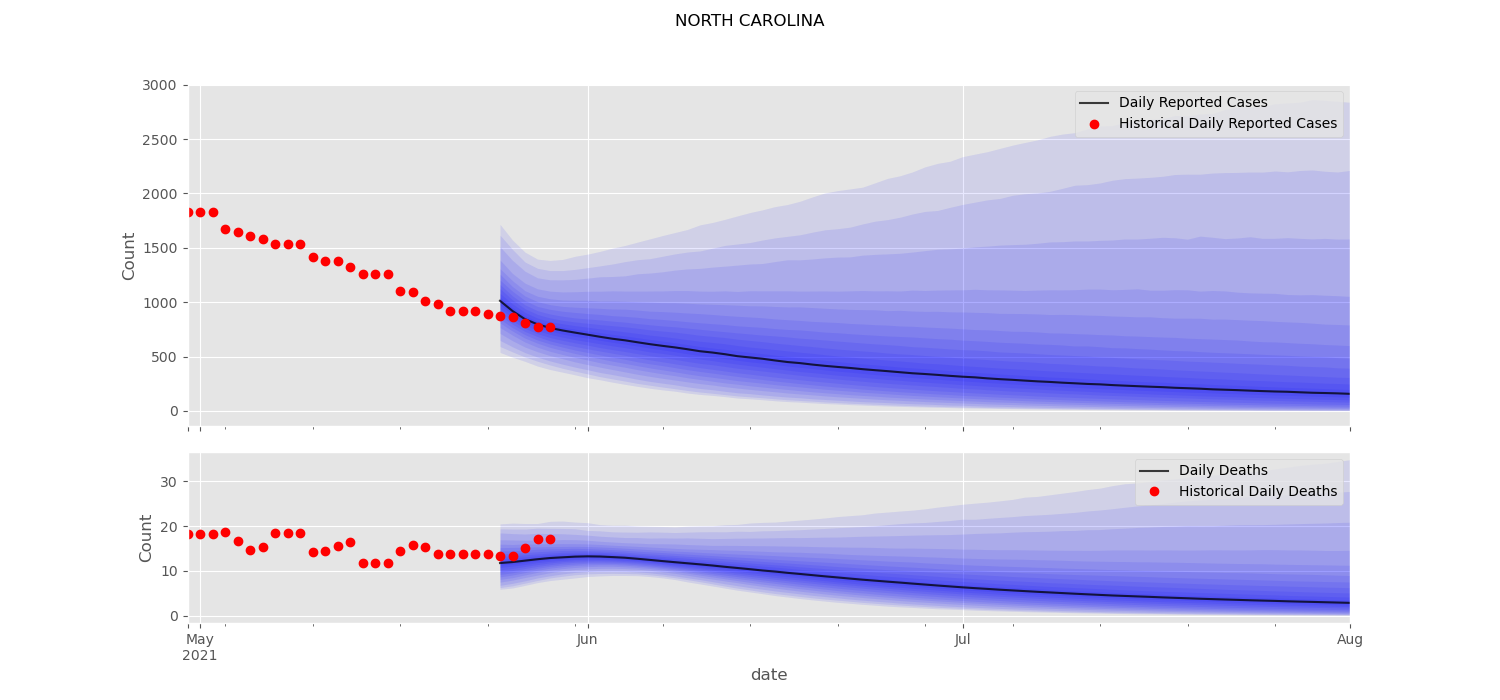 NORTH CAROLINA
3000
2500
2000
1500
1000
500
0
Count
Daily Reported Cases
Historical Daily Reported Cases
30
20
10
0
Count
Daily Deaths
Historical Daily Deaths
May
2021
Jun
Jul
Aug
date